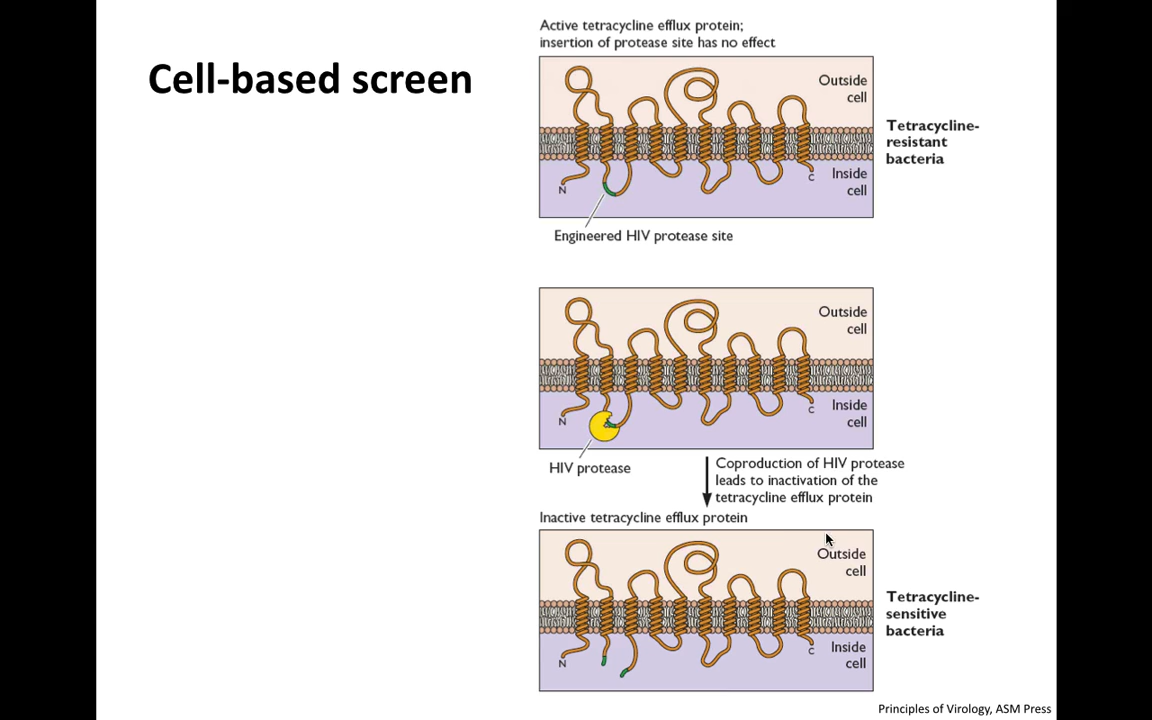 Cell-based screen
Active tetracycline efflux protein;
insertion of protease site has no effect
Outside
cell
Tetracycline-
resistant
bacteria
Inside
cell
N
C
Engineered HIV protease site
Outside
cell
Inside
cell
N
C
HIV protease
Coproduction of HIV protease
leads to inactivation of the
tetracycline efflux protein
Inactive tetracycline efflux protein
Outside
cell
Tetracycline-
sensitive
bacteria
Inside
cell
N
C
Principles of Virology, ASM Press